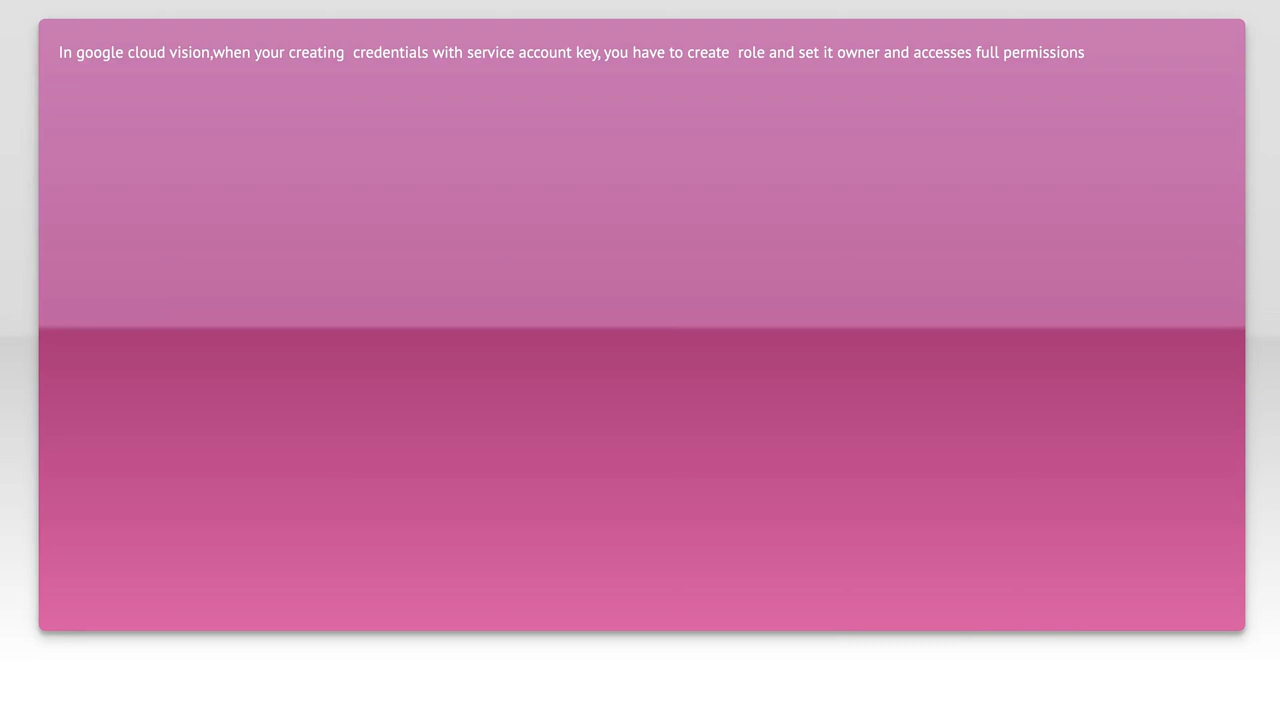 In google cloud vision,when your creating  credentials with service account key, you have to create  role and set it owner and accesses full permissions